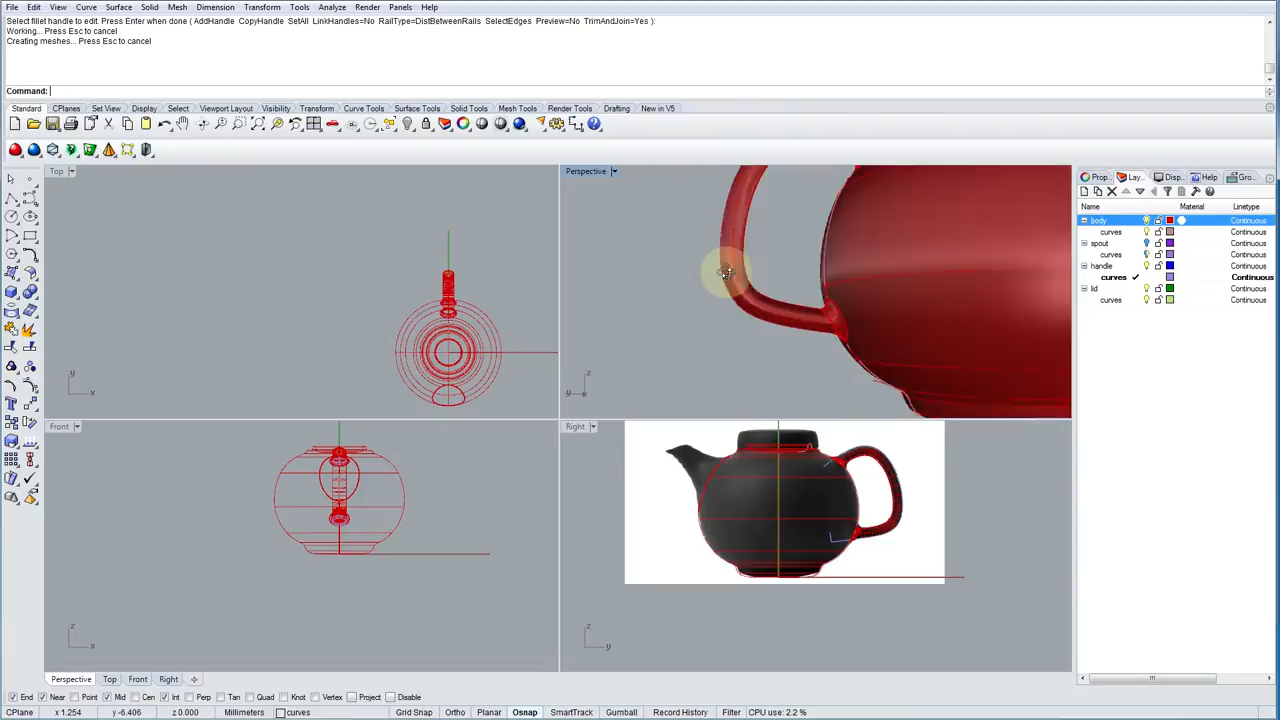 File Edit View Curve Surface Solid Mesh Dimension Transform Tools Analyze Render Panels Help
Select fillet handle to edit. Press Enter when done ( AddHandle CopyHandle SetAll LinkHandles=No RailType=DistBetweenRails SelectEdges Preview=No TrimAndJoin=Yes ):
Working... Press Esc to cancel
Creating meshes... Press Esc to cancel
Command:
Standard CPlanes Set View Display Select Viewport Layout Visibility Transform Curve Tools Surface Tools Solid Tools Mesh Tools Render Tools Drafting New in V5
Top
Perspective
Prop... Lay... Disp... Help Gro...
Name Material Linetype
body Continuous
curves Continuous
spout Continuous
curves Continuous
handle Continuous
curves Continuous
lid Continuous
curves Continuous
y
x
z
y x
Front
Right
z
x
z
y
Perspective Top Front Right
End Near Point Mid Cen Int Perp Tan Quad Knot Vertex Project Disable
CPlane x 1.254 y -6.406 z 0.000 Millimeters curves Grid Snap Ortho Planar Osnap SmartTrack Gumball Record History Filter CPU use: 2.2 %